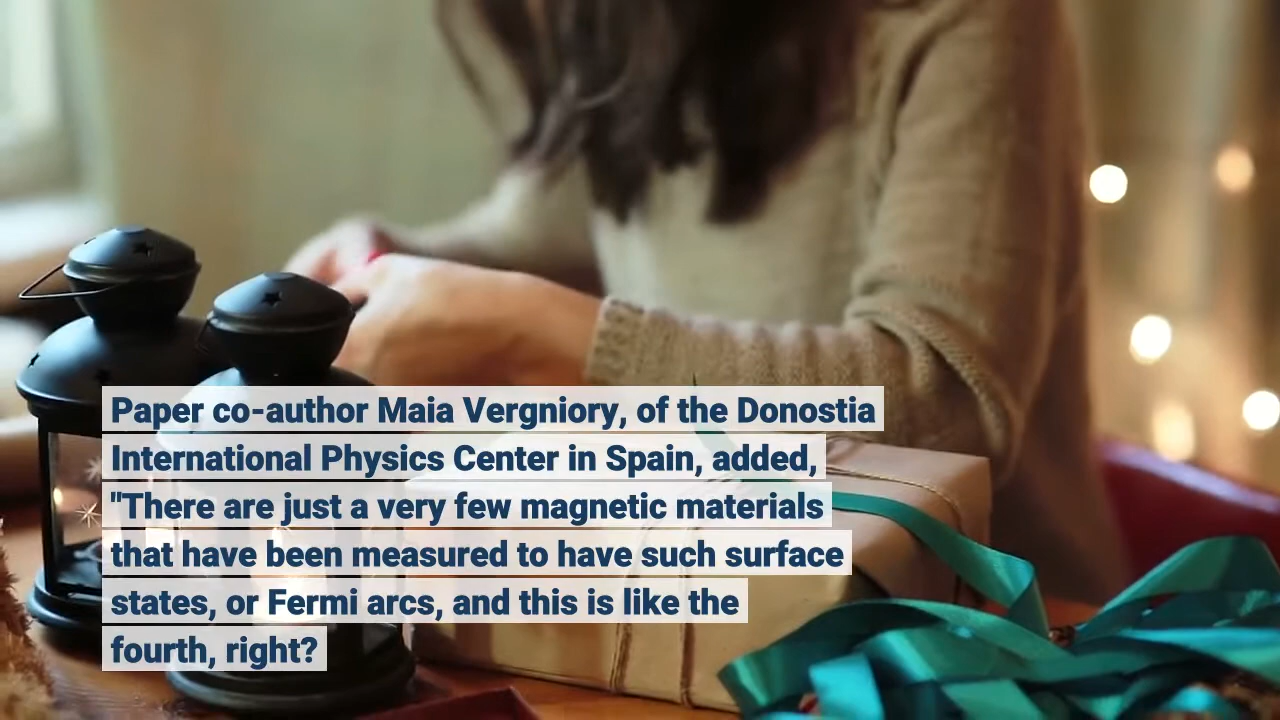 Paper co-author Maia Vergniory, of the Donostia
International Physics Center in Spain, added,
"There are just a very few magnetic materials
that have been measured to have such surface
states, or Fermi arcs, and this is like the
fourth, right?